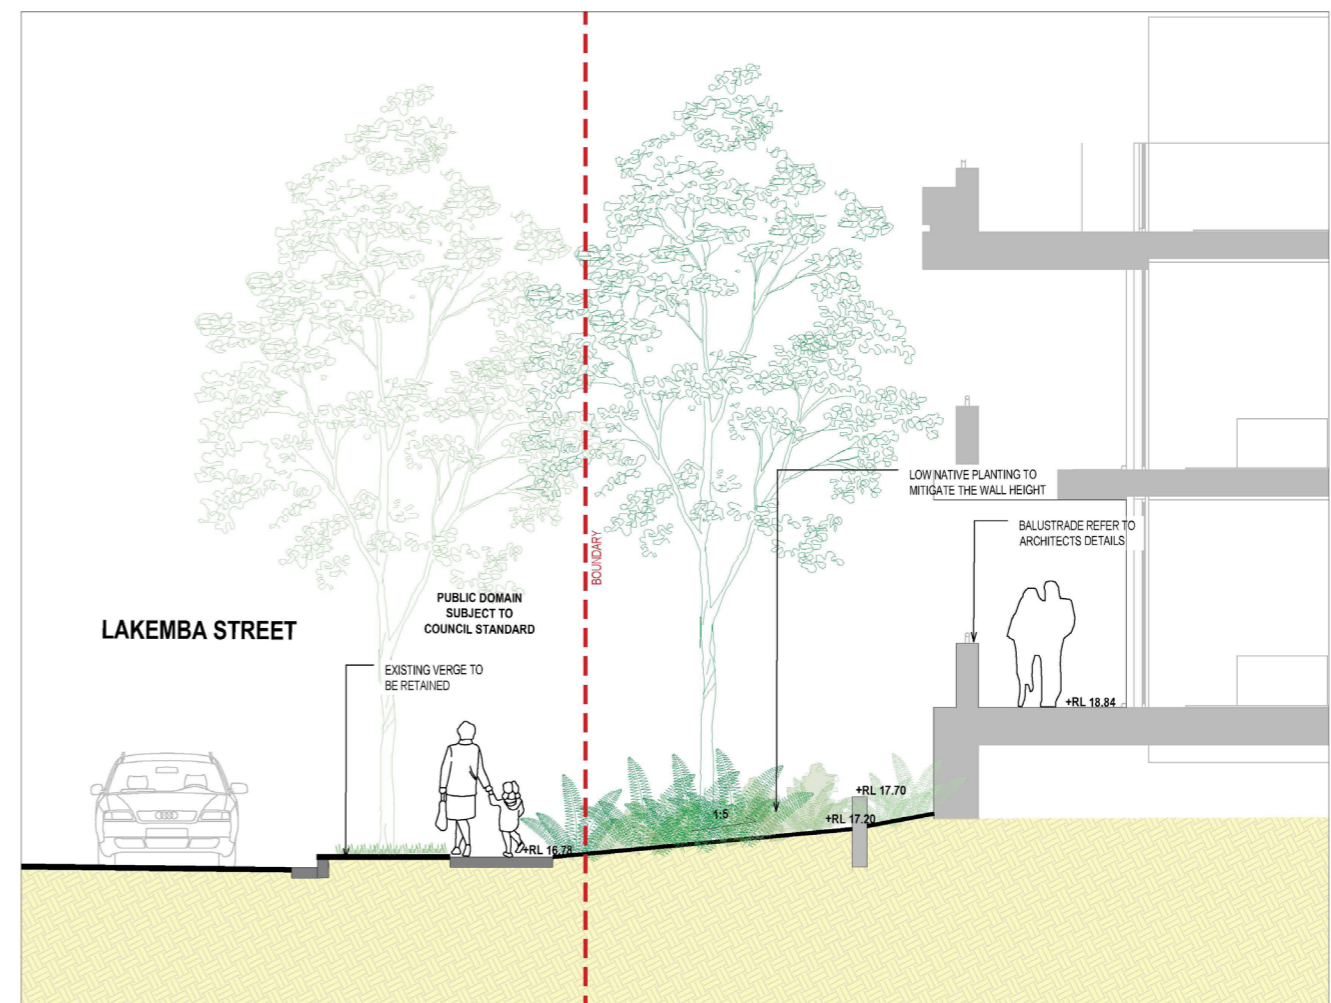 LOW NATIVE PLANTING TO
MITIGATE THE WALL HEIGHT
BALUSTRADE REFER TO
ARCHITECTS DETAILS
BOUNDARY
PUBLIC DOMAIN
SUBJECT TO
COUNCIL STANDARD
LAKEMBA STREET
EXISTING VERGE TO
BE RETAINED
+RL 18.84
+RL 17.70
1:5
+RL 17.20
+RL 16.78